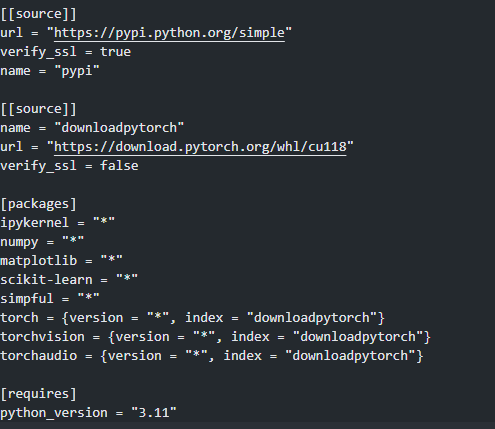 [[source]]
url = "https://pypi.python.org/simple"
verify_ssl = true
name = "pypi"

[[source]]
name = "downloadpytorch"
url = "https://download.pytorch.org/whl/cu118"
verify_ssl = false

[packages]
ipykernel = "*"
numpy = "*"
matplotlib = "*"
scikit-learn = "*"
simpful = "*"
torch = {version = "*", index = "downloadpytorch"}
torchvision = {version = "*", index = "downloadpytorch"}
torchaudio = {version = "*", index = "downloadpytorch"}

[requires]
python_version = "3.11"